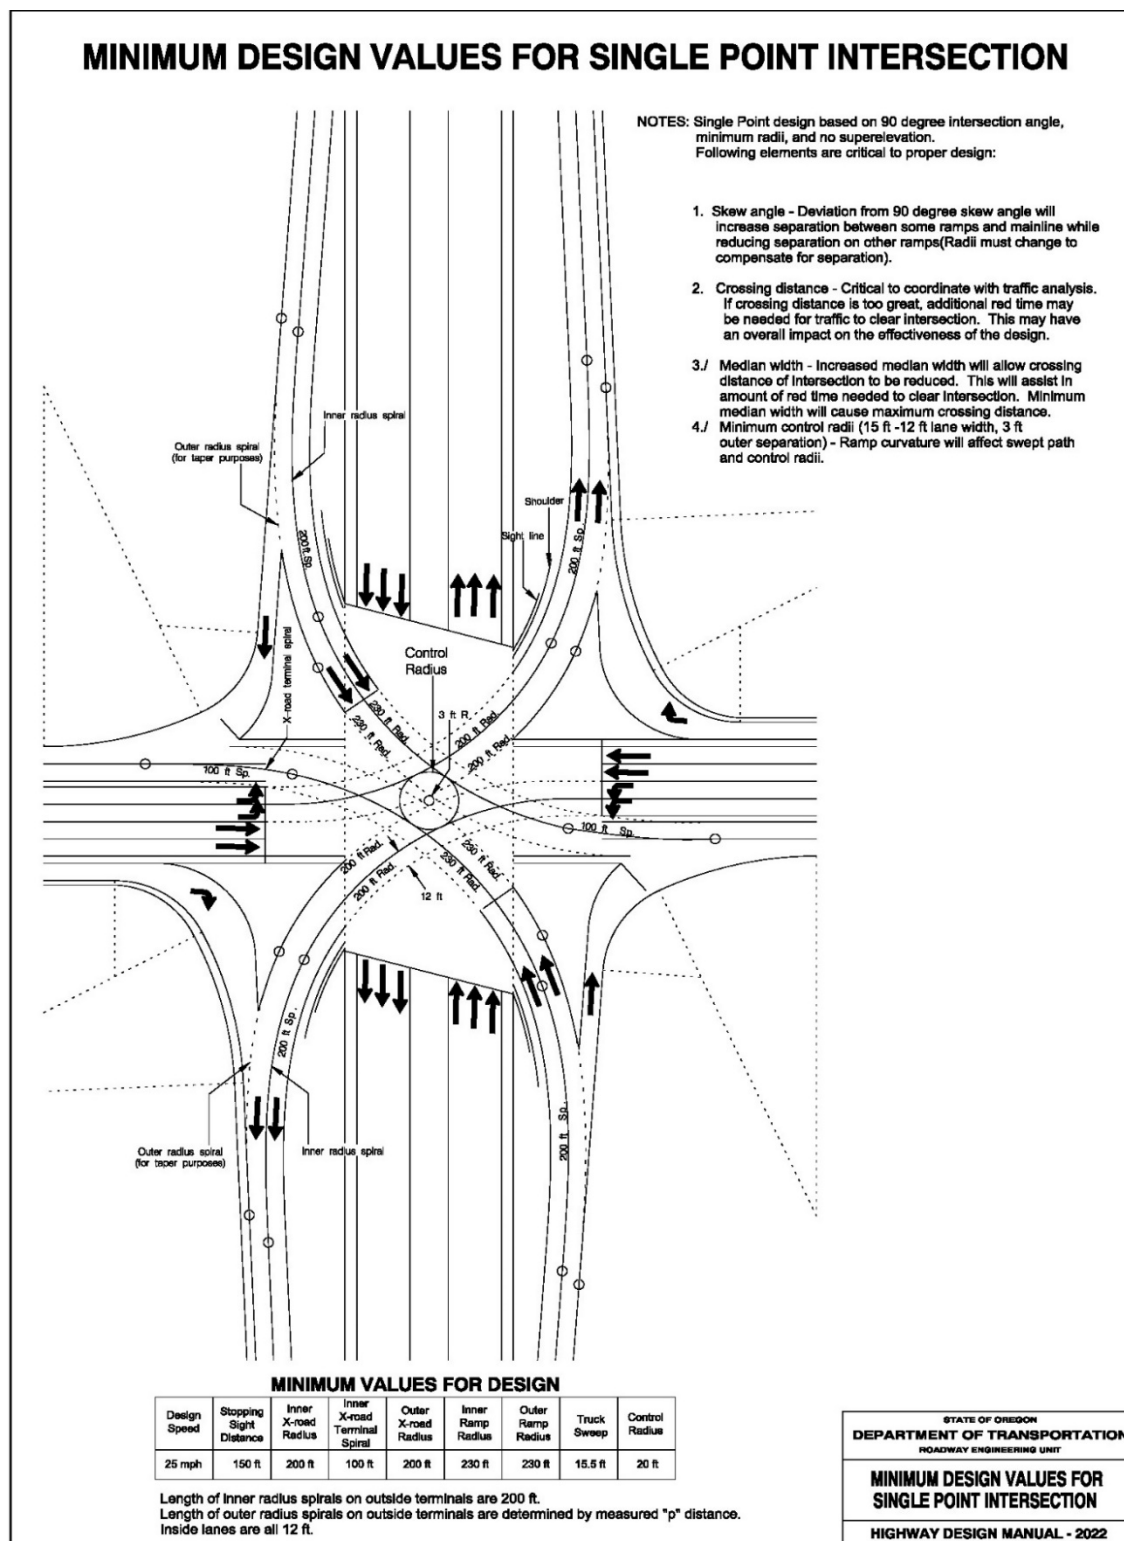 MINIMUM DESIGN VALUES FOR SINGLE POINT INTERSECTION
NOTES: Single Point design based on 90 degree intersection angle,
minimum radii, and no superelevation.
Following elements are critical to proper design:
1. Skew angle - Deviation from 90 degree skew angle will
increase separation between some ramps and mainline while
reducing separation on other ramps(Radii must change to
compensate for separation).
2. Crossing distance - Critical to coordinate with traffic analysis.
If crossing distance is too great, additional red time may
be needed for traffic to clear intersection. This may have
an overall impact on the effectiveness of the design.
3./ Median width - Increased median width will allow crossing
distance of intersection to be reduced. This will assist in
amount of red time needed to clear intersection. Minimum
median width will cause maximum crossing distance.
4./ Minimum control radii (15 ft -12 ft lane width, 3 ft
outer separation) - Ramp curvature will affect swept path
and control radii.
Inner radius spiral
Outer radius spiral
(for taper purposes)
Shoulder
Sight line
200 ft Sp.
200 ft Sp.
X-road terminal spiral
Control
Radius
3 ft R.
230 ft Rad.
230 ft Rad.
200 ft Rad.
200 ft Rad.
100 ft Sp.
100 ft Sp.
200 ft Rad.
200 ft Rad.
230 ft Rad.
230 ft Rad.
12 ft
200 ft Sp.
200 ft Sp.
Outer radius spiral
(for taper purposes)
Inner radius spiral
MINIMUM VALUES FOR DESIGN
Design Speed
Stopping Sight Distance
Inner X-road Radius
Inner X-road Terminal Spiral
Outer X-road Radius
Inner Ramp Radius
Outer Ramp Radius
Truck Sweep
Control Radius
25 mph 150 ft 200 ft 100 ft 200 ft 230 ft 230 ft 15.5 ft 20 ft
Length of inner radius spirals on outside terminals are 200 ft.
Length of outer radius spirals on outside terminals are determined by measured "p" distance.
Inside lanes are all 12 ft.
STATE OF OREGON
DEPARTMENT OF TRANSPORTATION
ROADWAY ENGINEERING UNIT
MINIMUM DESIGN VALUES FOR
SINGLE POINT INTERSECTION
HIGHWAY DESIGN MANUAL - 2022